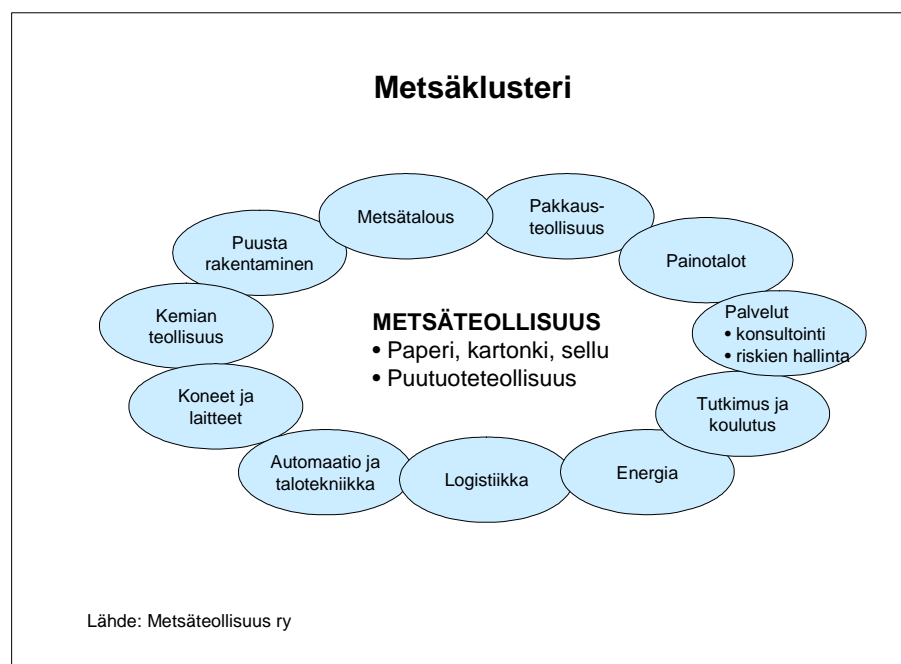 Metsäklusteri
Metsätalous
Pakkaus-
teollisuus
Painotalot
Palvelut
• konsultointi
• riskien hallinta
Tutkimus ja
koulutus
Energia
Logistiikka
Automaatio ja
talotekniikka
Koneet ja
laitteet
Kemian
teollisuus
Puusta
rakentaminen
METSÄTEOLLISUUS
• Paperi, kartonki, sellu
• Puutuoteteollisuus
Lähde: Metsäteollisuus ry